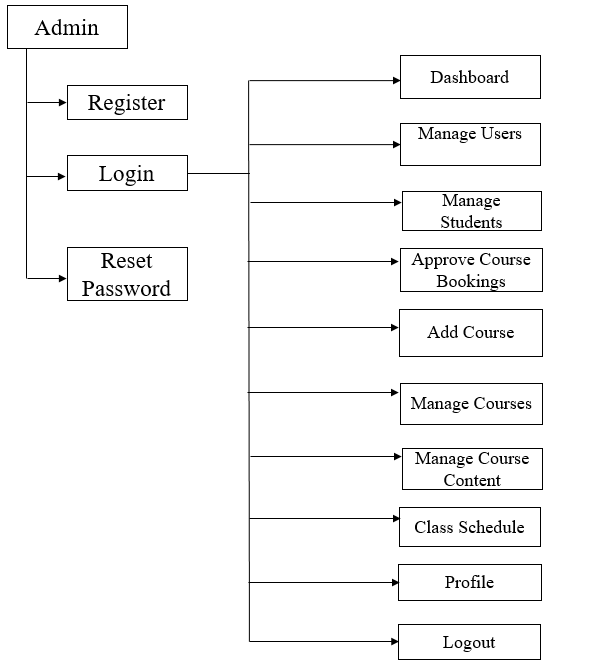 Admin
Register
Login
Reset
Password
Dashboard
Manage Users
Manage
Students
Approve Course
Bookings
Add Course
Manage Courses
Manage Course
Content
Class Schedule
Profile
Logout